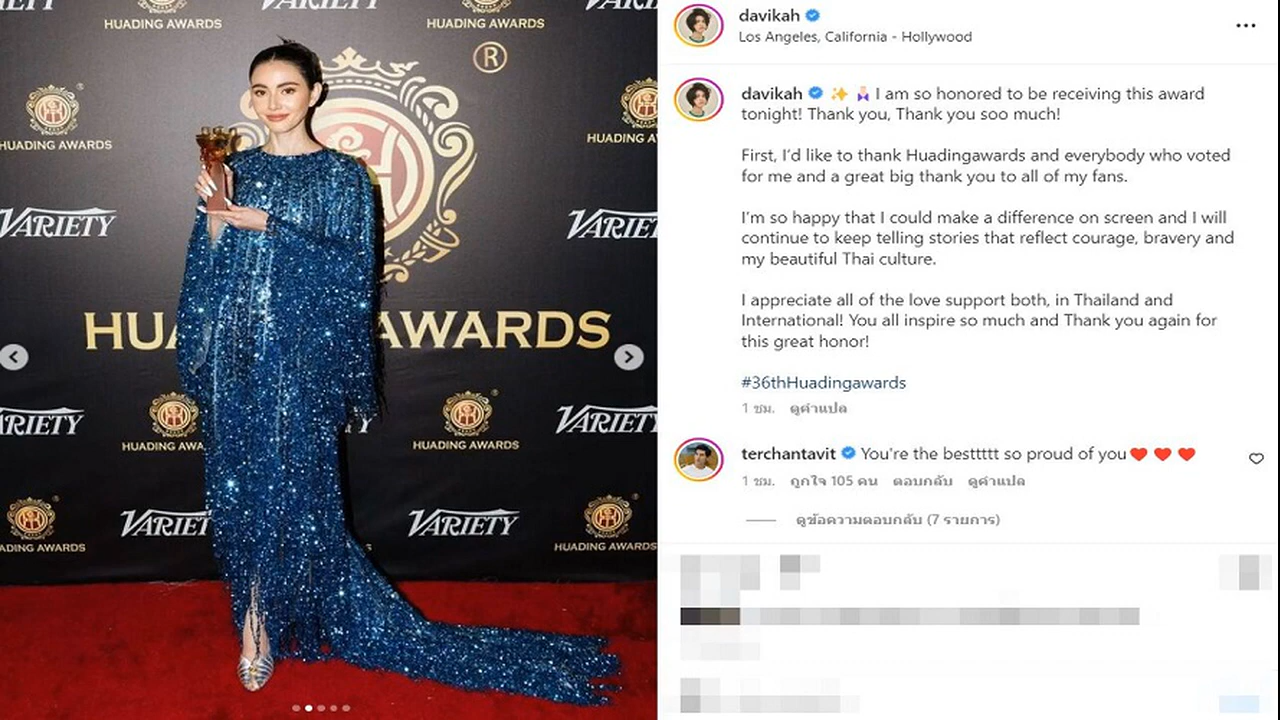 VARIETY
HUADING AWARDS
VARIETY
®
HUADING AWARDS
HUADING AWARDS
VARIETY
VARIETY
HUA AWARDS
VARIETY
HUADING AWARDS
HUADING AWARDS
VARIETY
HUADING AWARDS
VARIETY
HUADING AWARDS
VARIETY
HUADING AWARDS
davikah
Los Angeles, California - Hollywood
davikah ✨ I am so honored to be receiving this award
tonight! Thank you, Thank you soo much!
First, I'd like to thank Huadingawards and everybody who voted
for me and a great big thank you to all of my fans.
I'm so happy that I could make a difference on screen and I will
continue to keep telling stories that reflect courage, bravery and
my beautiful Thai culture.
I appreciate all of the love support both, in Thailand and
International! You all inspire so much and Thank you again for
this great honor!
#36thHuadingawards
1 ชม. ดูคำแปล
terchantavit You're the besttttt so proud of you❤️ ❤️ ❤️
1 ชม. ถูกใจ 105 คน ตอบกลับ ดูคำแปล
ดูข้อความตอบกลับ (7 รายการ)